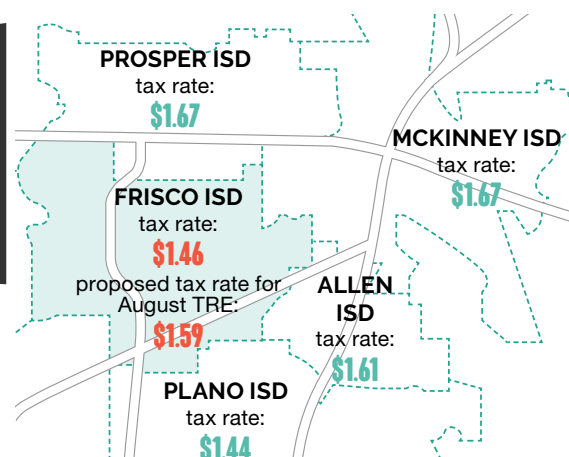 PROSPER ISD
tax rate:
$1.67
MCKINNEY ISD
tax rate:
$1.67
FRISCO ISD
tax rate:
$1.46
proposed tax rate for
August TRE:
$1.59
ALLEN
ISD
tax rate:
$1.61
PLANO ISD
tax rate:
$1.44